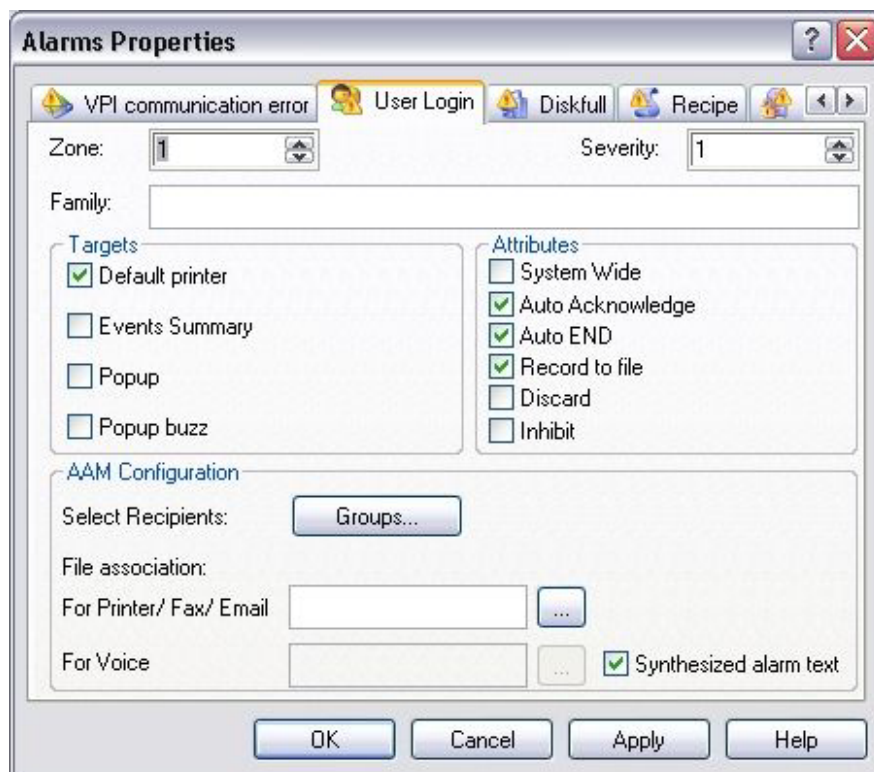 Alarms Properties
VPI communication error User Login Diskfull Recipe
Zone: 1 Severity: 1
Family:
Targets
Default printer
Events Summary
Popup
Popup buzz
Attributes
System Wide
Auto Acknowledge
Auto END
Record to file
Discard
Inhibit
AAM Configuration
Select Recipients: Groups...
File association:
For Printer/ Fax/ Email ...
For Voice ... Synthesized alarm text
OK Cancel Apply Help